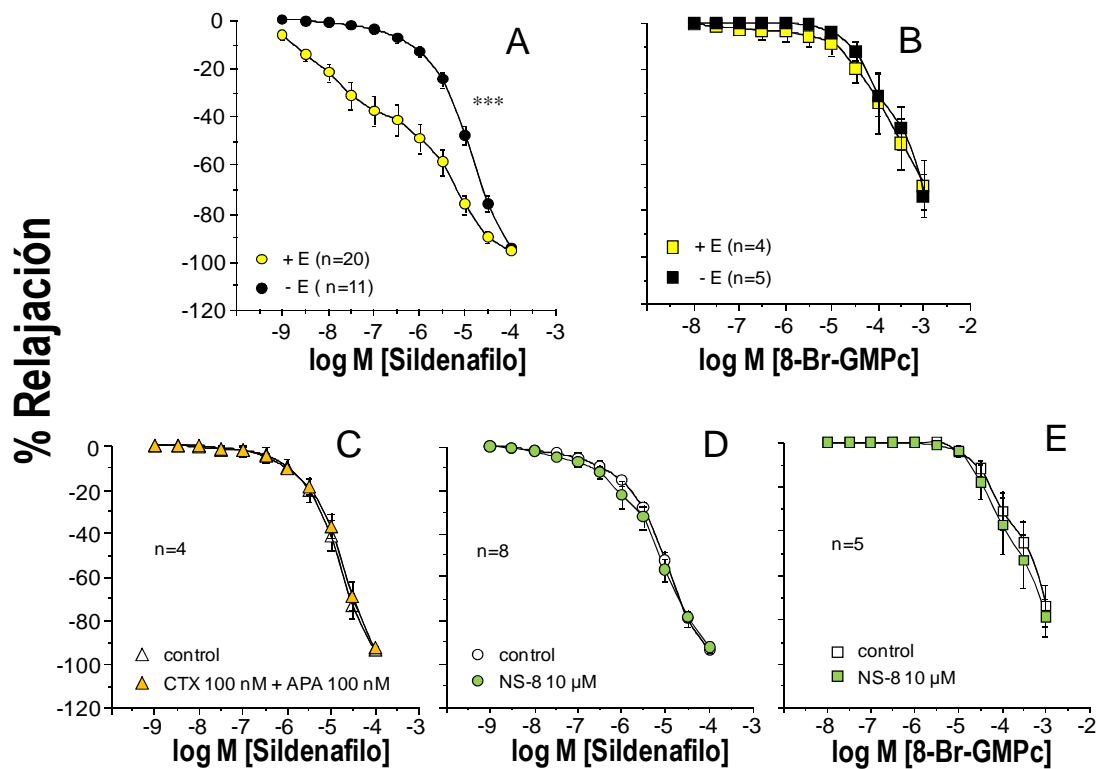 % Relajación
A
0
-20
-40
-60
-80
-100
-120
***
+ E (n=20)
- E ( n=11)
-9 -8 -7 -6 -5 -4 -3
log M [Sildenafilo]
B
+ E (n=4)
- E (n=5)
-8 -7 -6 -5 -4 -3 -2
log M [8-Br-GMPc]
C
0
-20
-40
-60
-80
-100
-120
n=4
control
CTX 100 nM + APA 100 nM
-9 -8 -7 -6 -5 -4 -3
log M [Sildenafilo]
D
n=8
control
NS-8 10 µM
-9 -8 -7 -6 -5 -4 -3
log M [Sildenafilo]
E
n=5
control
NS-8 10 µM
-8 -7 -6 -5 -4 -3 -2
log M [8-Br-GMPc]